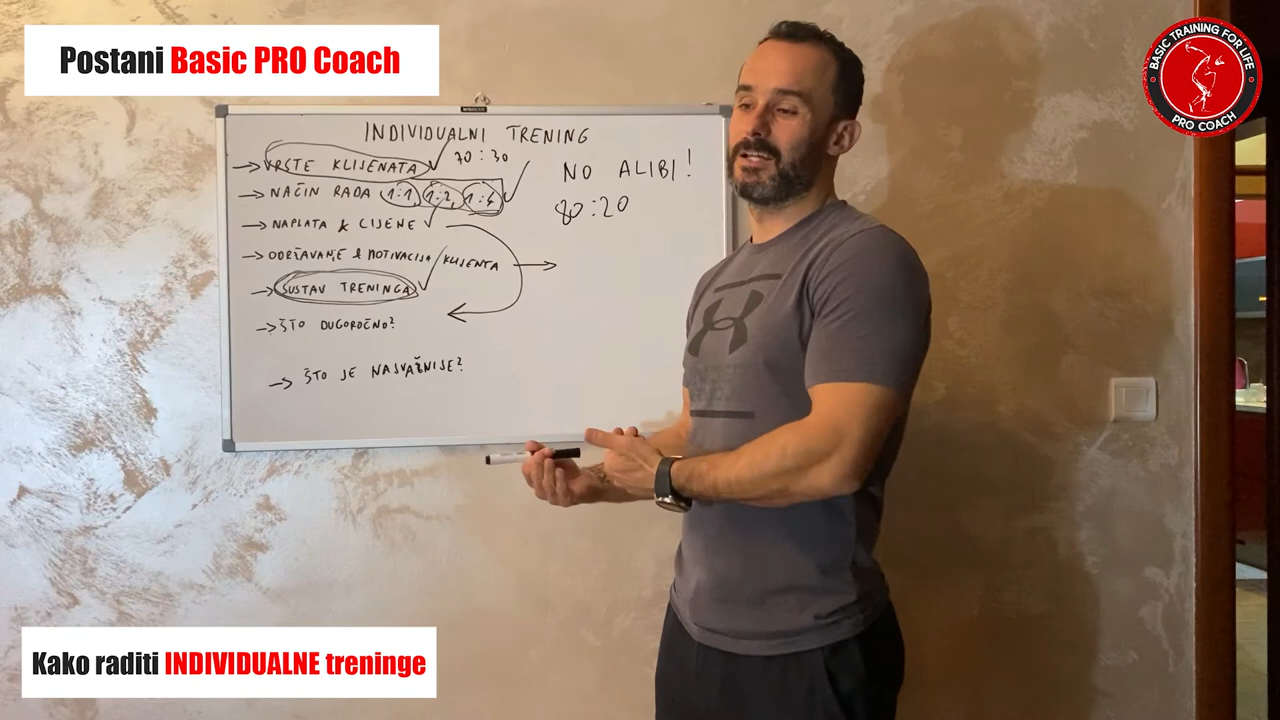 Postani Basic PRO Coach
BASIC TRAINING FOR LIFE
PRO COACH
INDIVIDUALNI TRENING
→ VRSTE KLIJENATA 70:30
→ NAČIN RADA 1:1, 1:2, 1:4
→ NAPLATA & CIJENE
→ ODRŽAVANJE & MOTIVACIJA KLIJENTA
→ SUSTAV TRENINGA
→ ŠTO DUGOROČNO?
→ ŠTO JE NAJVAŽNIJE?
NO ALIBI!
80:20
Kako raditi INDIVIDUALNE treninge